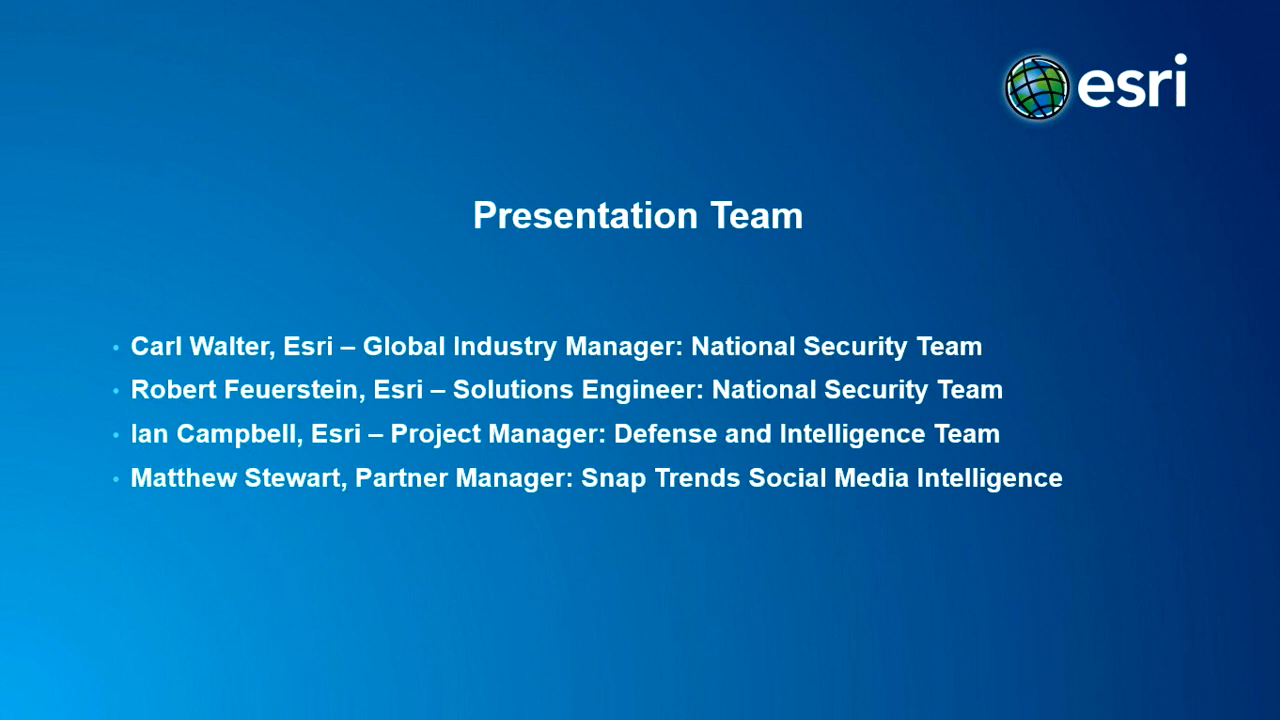 esri
Presentation Team
• Carl Walter, Esri – Global Industry Manager: National Security Team
• Robert Feuerstein, Esri – Solutions Engineer: National Security Team
• Ian Campbell, Esri – Project Manager: Defense and Intelligence Team
• Matthew Stewart, Partner Manager: Snap Trends Social Media Intelligence